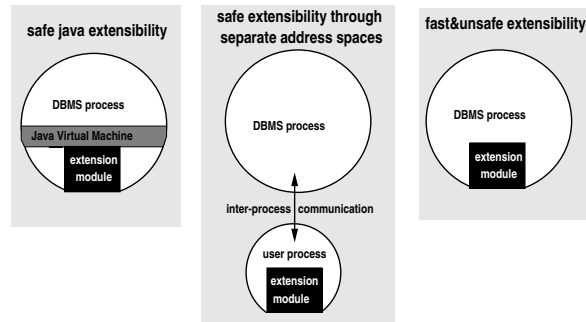 safe java extensibility
DBMS process
Java Virtual Machine
extension
module
safe extensibility through
separate address spaces
DBMS process
inter-process communication
user process
extension
module
fast&unsafe extensibility
DBMS process
extension
module